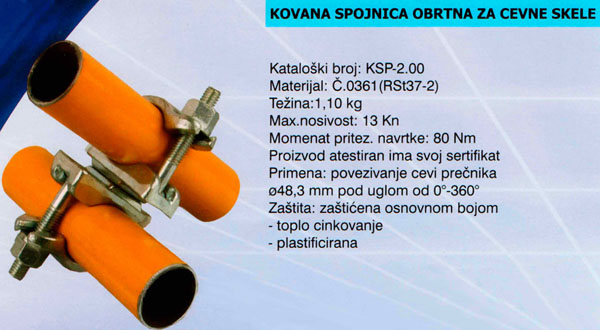 KOVANA SPOJNICA OBRTNA ZA CEVNE SKELE
Kataloški broj: KSP-2.00
Materijal: Č.0361(RSt37-2)
Težina:1,10 kg
Max.nosivost: 13 Kn
Momenat pritez. navrtke: 80 Nm
Proizvod atestiran ima svoj sertifikat
Primena: povezivanje cevi prečnika
ø48,3 mm pod uglom od 0°-360°
Zaštita: zaštićena osnovnom bojom
- toplo cinkovanje
- plastificirana